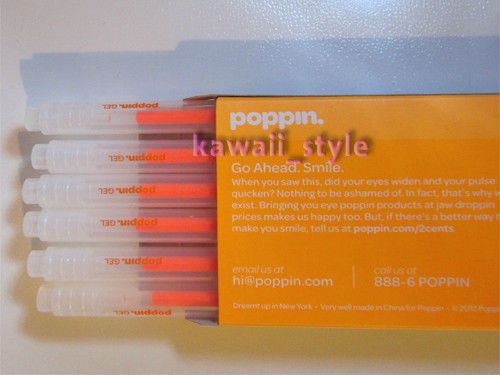 poppin.
kawaii_style
Go Ahead. Smile.
When you saw this, did your eyes widen and your pulse
quicken? Nothing to be ashamed of. In fact, that's why w
exist. Bringing you eye poppin products at jaw droppin
prices makes us happy too. But, if there's a better way t
make you smile, tell us at poppin.com/2cents
email us at
hi@poppin.com
call us at
888-6 POPPIN
Dreamt up in New York • Very well made in China for Poppin • © 2010 Poppin
poppin. GEL
poppin. GEL
poppin. GEL
poppin. GEL
poppin. GEL
poppin. GEL